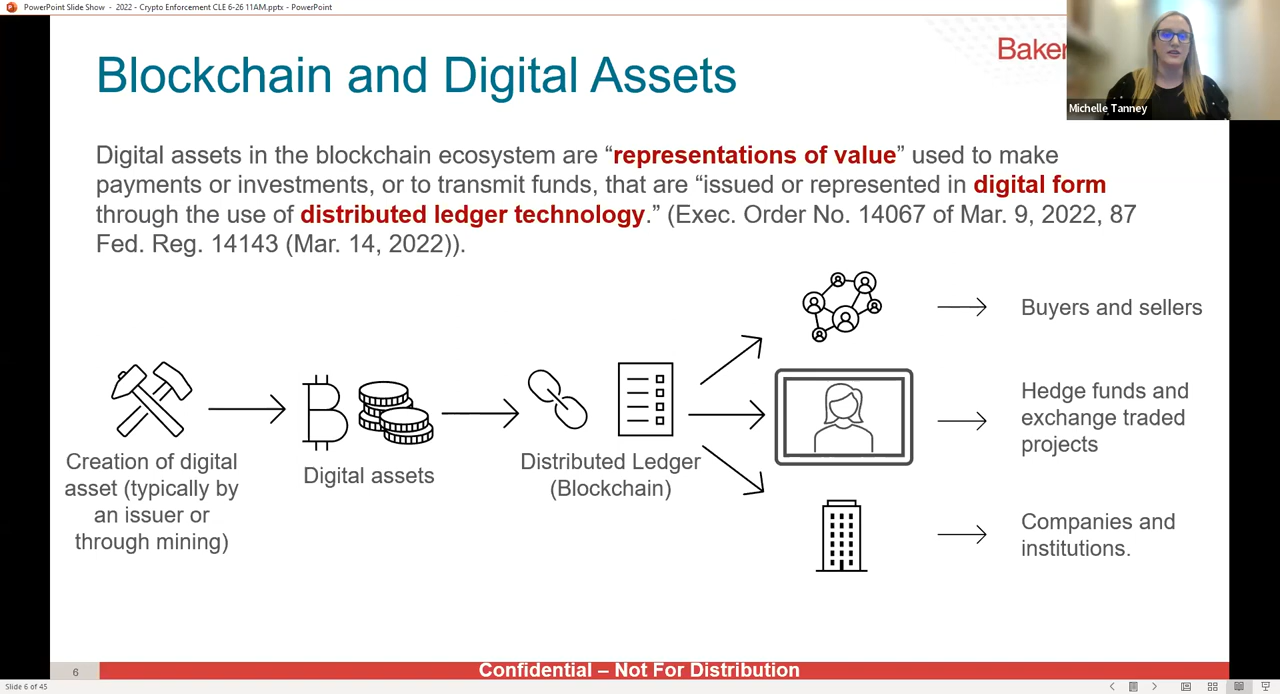 PowerPoint Slide Show - 2022 - Crypto Enforcement CLE 6-26 11AM.pptx - PowerPoint
Baker
Michelle Tanney
Blockchain and Digital Assets
Digital assets in the blockchain ecosystem are “representations of value” used to make
payments or investments, or to transmit funds, that are “issued or represented in digital form
through the use of distributed ledger technology.” (Exec. Order No. 14067 of Mar. 9, 2022, 87
Fed. Reg. 14143 (Mar. 14, 2022)).
Creation of digital
asset (typically by
an issuer or
through mining)
Digital assets
Distributed Ledger
(Blockchain)
Buyers and sellers
Hedge funds and
exchange traded
projects
Companies and
institutions.
6
Confidential – Not For Distribution
Slide 6 of 45